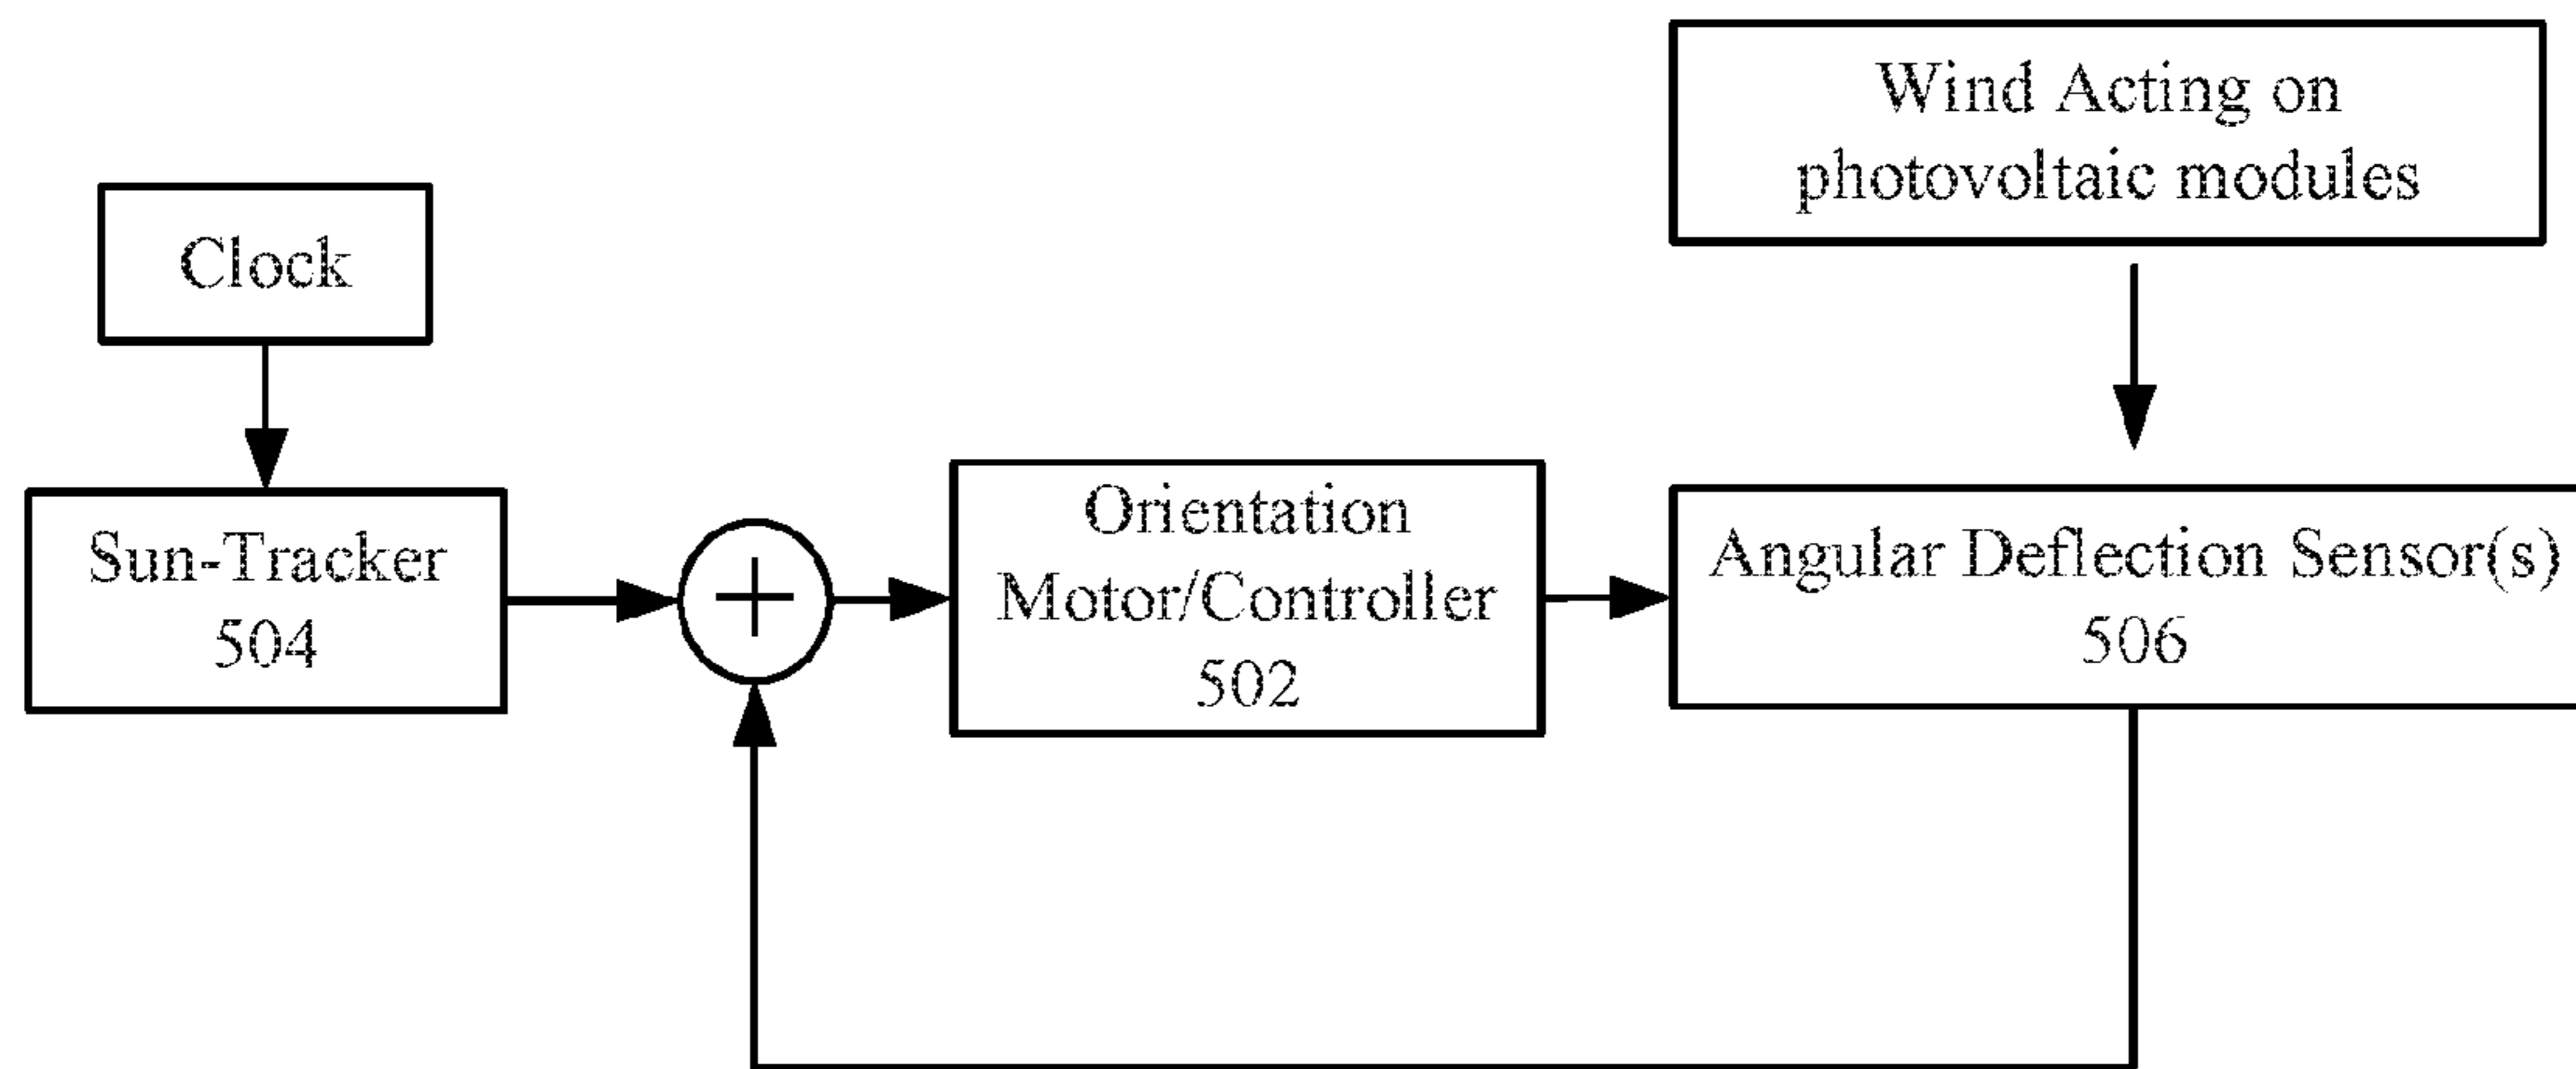 Wind Acting on
photovoltaic modules
Clock
Sun-Tracker
504
+
Orientation
Motor/Controller
502
Angular Deflection Sensor(s)
506